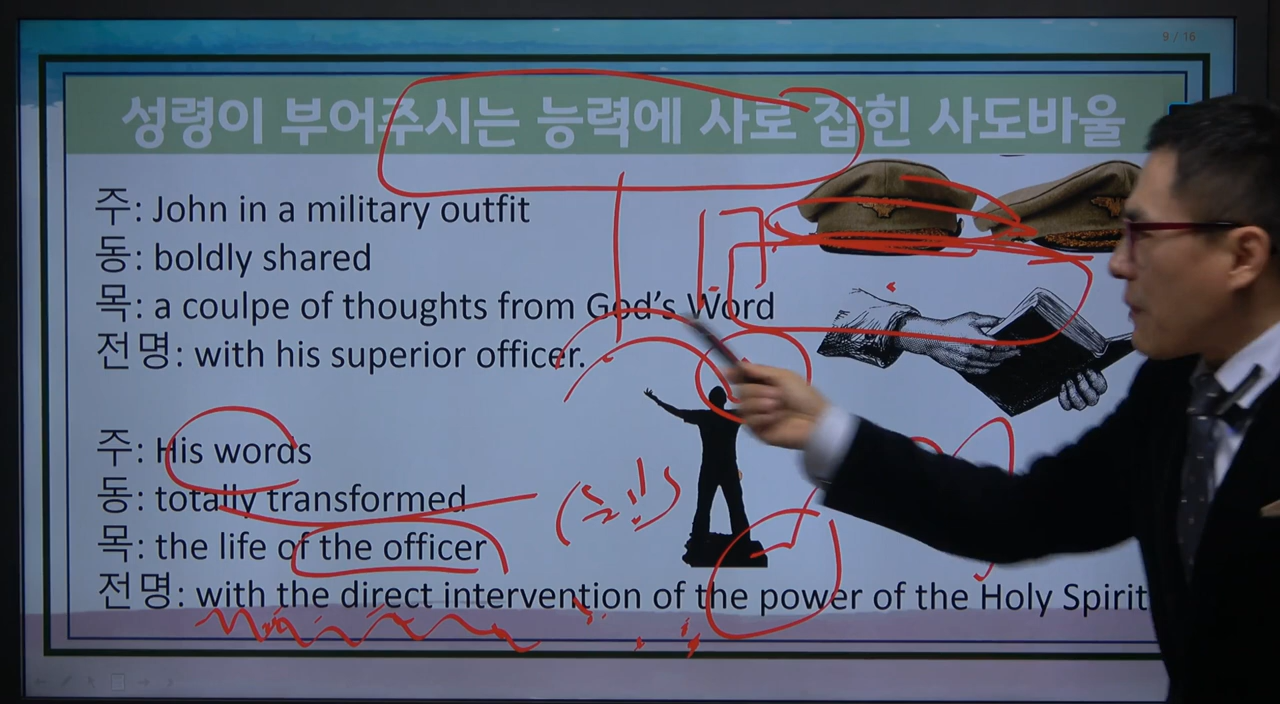 9 / 16
성령이 부어주시는 능력에 사로 잡힌 사도바울
주: John in a military outfit
동: boldly shared
목: a coulpe of thoughts from God's Word
전명: with his superior officer.
주: His words
동: totally transformed
목: the life of the officer
전명: with the direct intervention of the power of the Holy Spirit